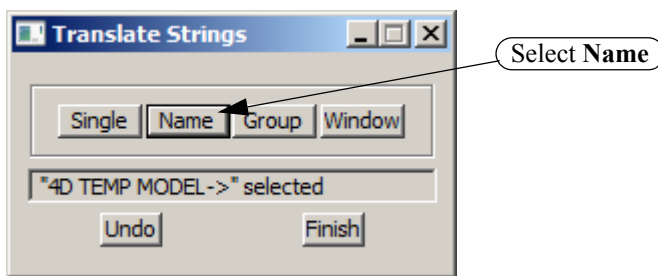 Translate Strings
Select Name
Single Name Group Window
"4D TEMP MODEL->" selected
Undo Finish